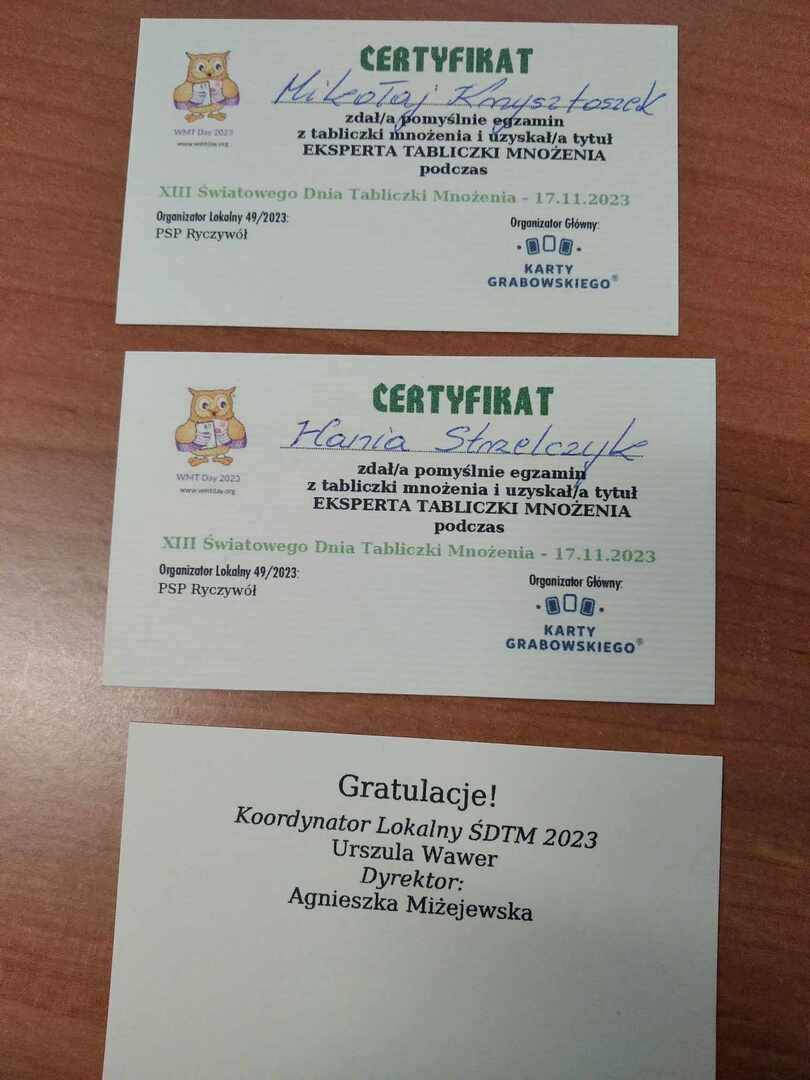 CERTYFIKAT
Mikołaj Krzysztoszek
zdał/a pomyślnie egzamin
z tabliczki mnożenia i uzyskał/a tytuł
EKSPERTA TABLICZKI MNOŻENIA
podczas
WMT Day 2023
www.wmtday.org
XIII Światowego Dnia Tabliczki Mnożenia - 17.11.2023
Organizator Lokalny 49/2023:
PSP Ryczywół
Organizator Główny:
KARTY
GRABOWSKIEGO®
CERTYFIKAT
Hania Strzelczyk
zdał/a pomyślnie egzamin
z tabliczki mnożenia i uzyskał/a tytuł
EKSPERTA TABLICZKI MNOŻENIA
podczas
WMT Day 2023
www.wmtday.org
XIII Światowego Dnia Tabliczki Mnożenia - 17.11.2023
Organizator Lokalny 49/2023:
PSP Ryczywół
Organizator Główny:
KARTY
GRABOWSKIEGO®
Gratulacje!
Koordynator Lokalny ŚDTM 2023
Urszula Wawer
Dyrektor:
Agnieszka Miżejewska